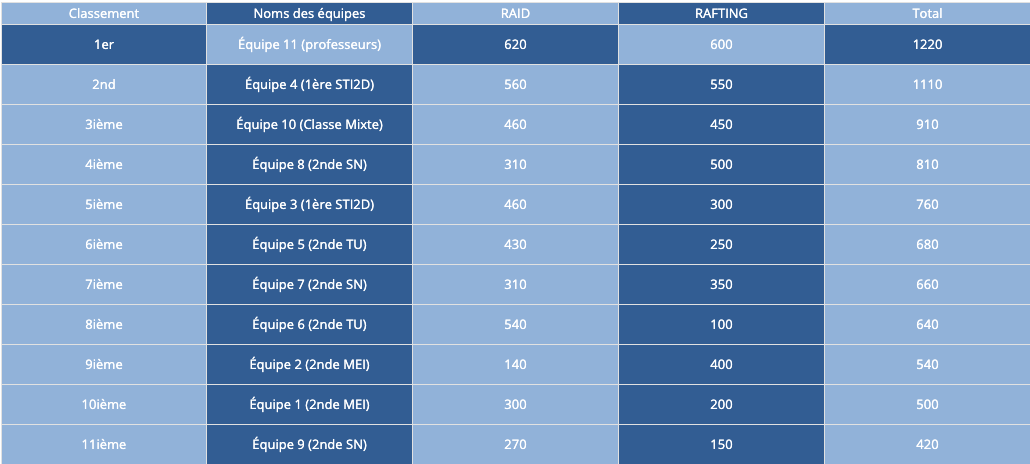 Classement Noms des équipes RAID RAFTING Total
1er Équipe 11 (professeurs) 620 600 1220
2nd Équipe 4 (1ère STI2D) 560 550 1110
3ième Équipe 10 (Classe Mixte) 460 450 910
4ième Équipe 8 (2nde SN) 310 500 810
5ième Équipe 3 (1ère STI2D) 460 300 760
6ième Équipe 5 (2nde TU) 430 250 680
7ième Équipe 7 (2nde SN) 310 350 660
8ième Équipe 6 (2nde TU) 540 100 640
9ième Équipe 2 (2nde MEI) 140 400 540
10ième Équipe 1 (2nde MEI) 300 200 500
11ième Équipe 9 (2nde SN) 270 150 420